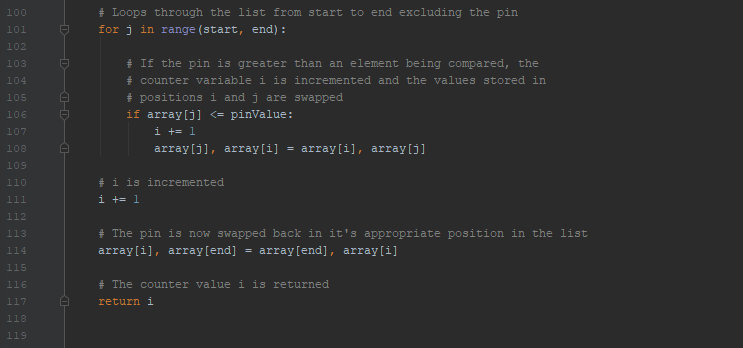 100 # Loops through the list from start to end excluding the pin
101 for j in range(start, end):
102
103 # If the pin is greater than an element being compared, the
104 # counter variable i is incremented and the values stored in
105 # positions i and j are swapped
106 if array[j] <= pinValue:
107 i += 1
108 array[j], array[i] = array[i], array[j]
109
110 # i is incremented
111 i += 1
112
113 # The pin is now swapped back in it's appropriate position in the list
114 array[i], array[end] = array[end], array[i]
115
116 # The counter value i is returned
117 return i
118
119